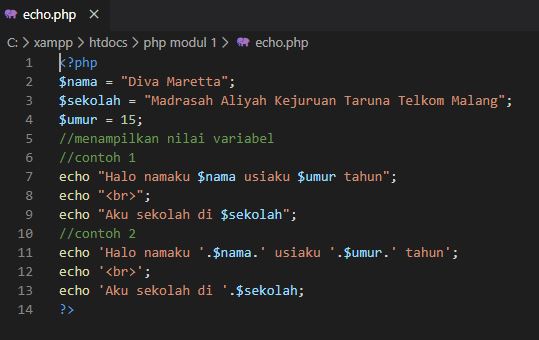 echo.php
C: > xampp > htdocs > php modul 1 > echo.php
1 <?php
2 $nama = "Diva Maretta";
3 $sekolah = "Madrasah Aliyah Kejuruan Taruna Telkom Malang";
4 $umur = 15;
5 //menampilkan nilai variabel
6 //contoh 1
7 echo "Halo namaku $nama usiaku $umur tahun";
8 echo "<br>";
9 echo "Aku sekolah di $sekolah";
10 //contoh 2
11 echo 'Halo namaku '.$nama.' usiaku '.$umur.' tahun';
12 echo '<br>';
13 echo 'Aku sekolah di '.$sekolah;
14 ?>